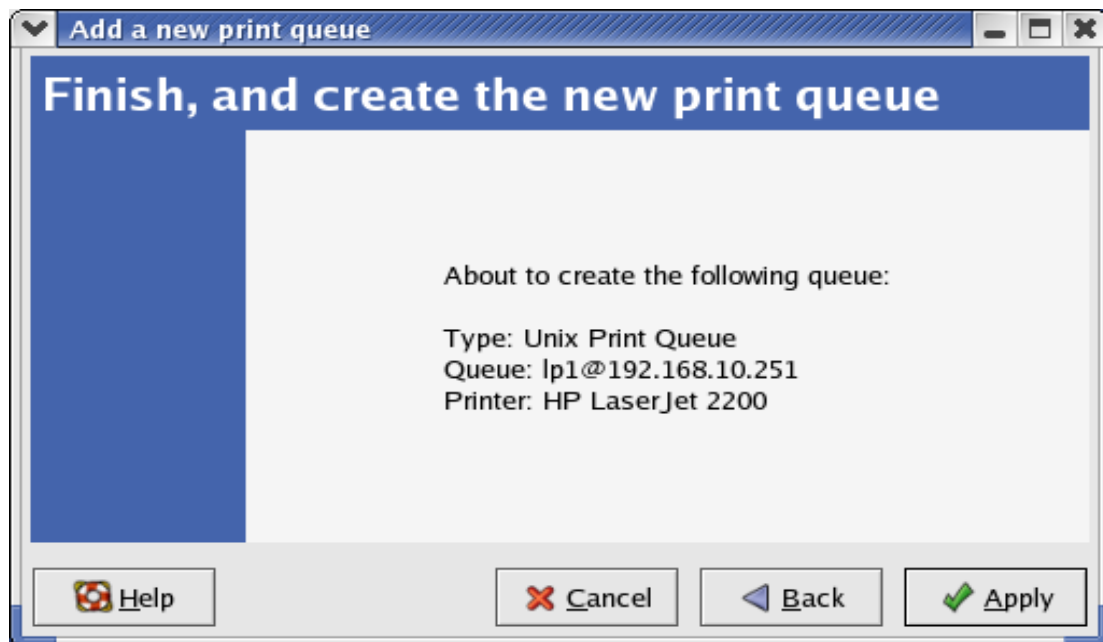 Add a new print queue
Finish, and create the new print queue
About to create the following queue:
Type: Unix Print Queue
Queue: lp1@192.168.10.251
Printer: HP LaserJet 2200
Help
Cancel
Back
Apply